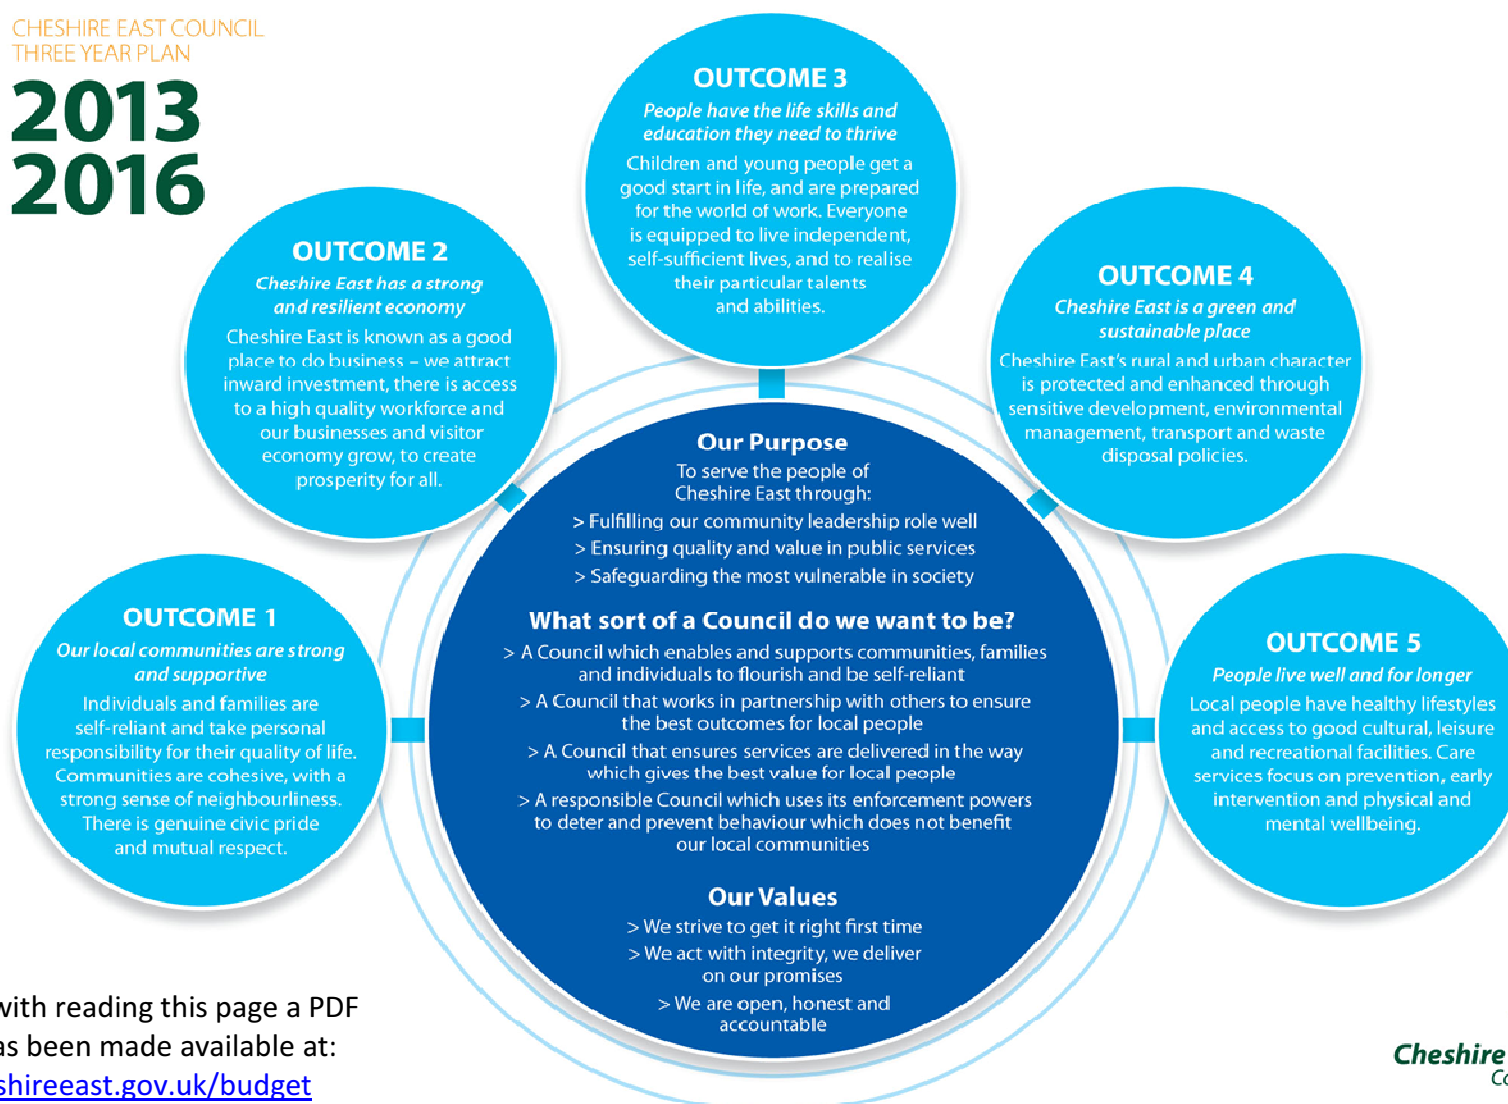 CHESHIRE EAST COUNCIL
THREE YEAR PLAN
2013
2016
OUTCOME 1
Our local communities are strong
and supportive
Individuals and families are
self-reliant and take personal
responsibility for their quality of life.
Communities are cohesive, with a
strong sense of neighbourliness.
There is genuine civic pride
and mutual respect.
OUTCOME 2
Cheshire East has a strong
and resilient economy
Cheshire East is known as a good
place to do business – we attract
inward investment, there is access
to a high quality workforce and
our businesses and visitor
economy grow, to create
prosperity for all.
OUTCOME 3
People have the life skills and
education they need to thrive
Children and young people get a
good start in life, and are prepared
for the world of work. Everyone
is equipped to live independent,
self-sufficient lives, and to realise
their particular talents
and abilities.
OUTCOME 4
Cheshire East is a green and
sustainable place
Cheshire East's rural and urban character
is protected and enhanced through
sensitive development, environmental
management, transport and waste
disposal policies.
OUTCOME 5
People live well and for longer
Local people have healthy lifestyles
and access to good cultural, leisure
and recreational facilities. Care
services focus on prevention, early
intervention and physical and
mental wellbeing.
Our Purpose
To serve the people of
Cheshire East through:
> Fulfilling our community leadership role well
> Ensuring quality and value in public services
> Safeguarding the most vulnerable in society
What sort of a Council do we want to be?
> A Council which enables and supports communities, families
and individuals to flourish and be self-reliant
> A Council that works in partnership with others to ensure
the best outcomes for local people
> A Council that ensures services are delivered in the way
which gives the best value for local people
> A responsible Council which uses its enforcement powers
to deter and prevent behaviour which does not benefit
our local communities
Our Values
> We strive to get it right first time
> We act with integrity, we deliver
on our promises
> We are open, honest and
accountable
with reading this page a PDF
as been made available at:
shireeast.gov.uk/budget
Cheshire
Co